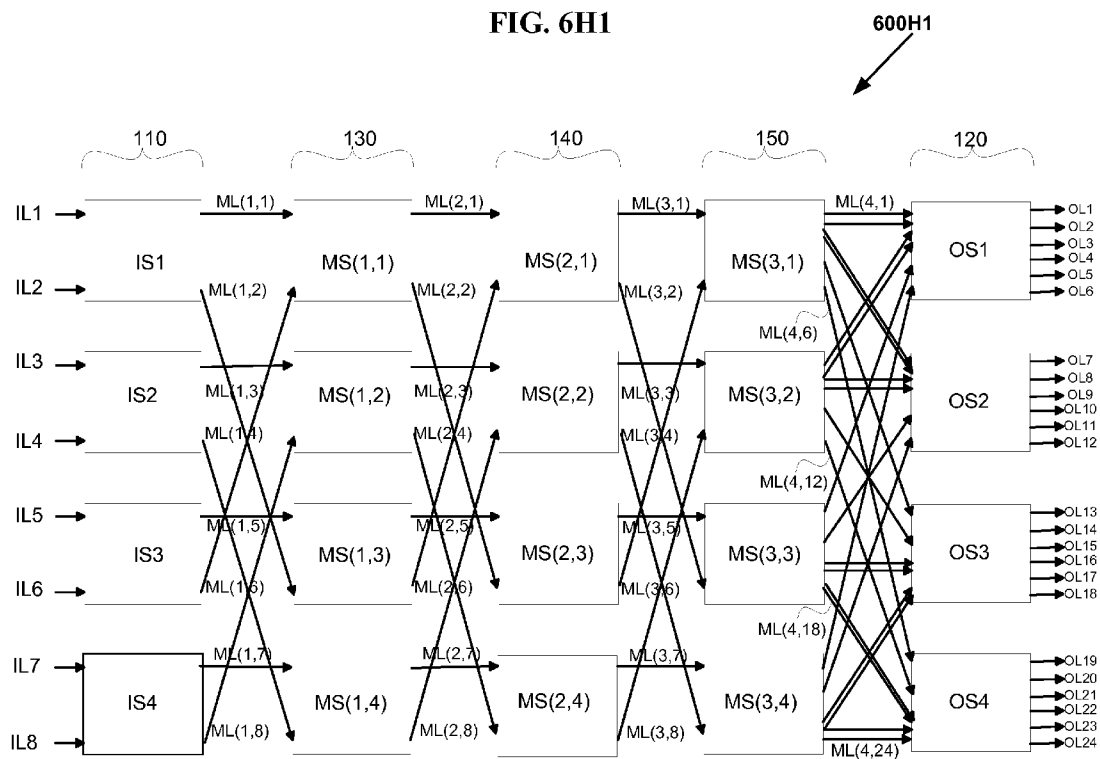 FIG. 6H1
600H1
110 130 140 150 120
IL1 ML(1,1) ML(2,1) ML(3,1) ML(4,1) OL1
OL2
IS1 MS(1,1) MS(2,1) MS(3,1) OS1 OL3
OL4
OL5
IL2 ML(1,2) ML(2,2) ML(3,2) OL6
ML(4,6)
IL3 OL7
OL8
IS2 ML(1,3) MS(1,2) ML(2,3) MS(2,2) ML(3,3) MS(3,2) OS2 OL9
OL10
OL11
IL4 ML(1,4) ML(2,4) ML(3,4) OL12
ML(4,12)
IL5 ML(1,5) ML(2,5) ML(3,5) OL13
OL14
IS3 MS(1,3) MS(2,3) MS(3,3) OS3 OL15
OL16
OL17
IL6 ML(1,6) ML(2,6) ML(3,6) OL18
ML(4,18)
IL7 ML(1,7) ML(2,7) ML(3,7) OL19
OL20
IS4 MS(1,4) MS(2,4) MS(3,4) OS4 OL21
OL22
OL23
IL8 ML(1,8) ML(2,8) ML(3,8) ML(4,24) OL24